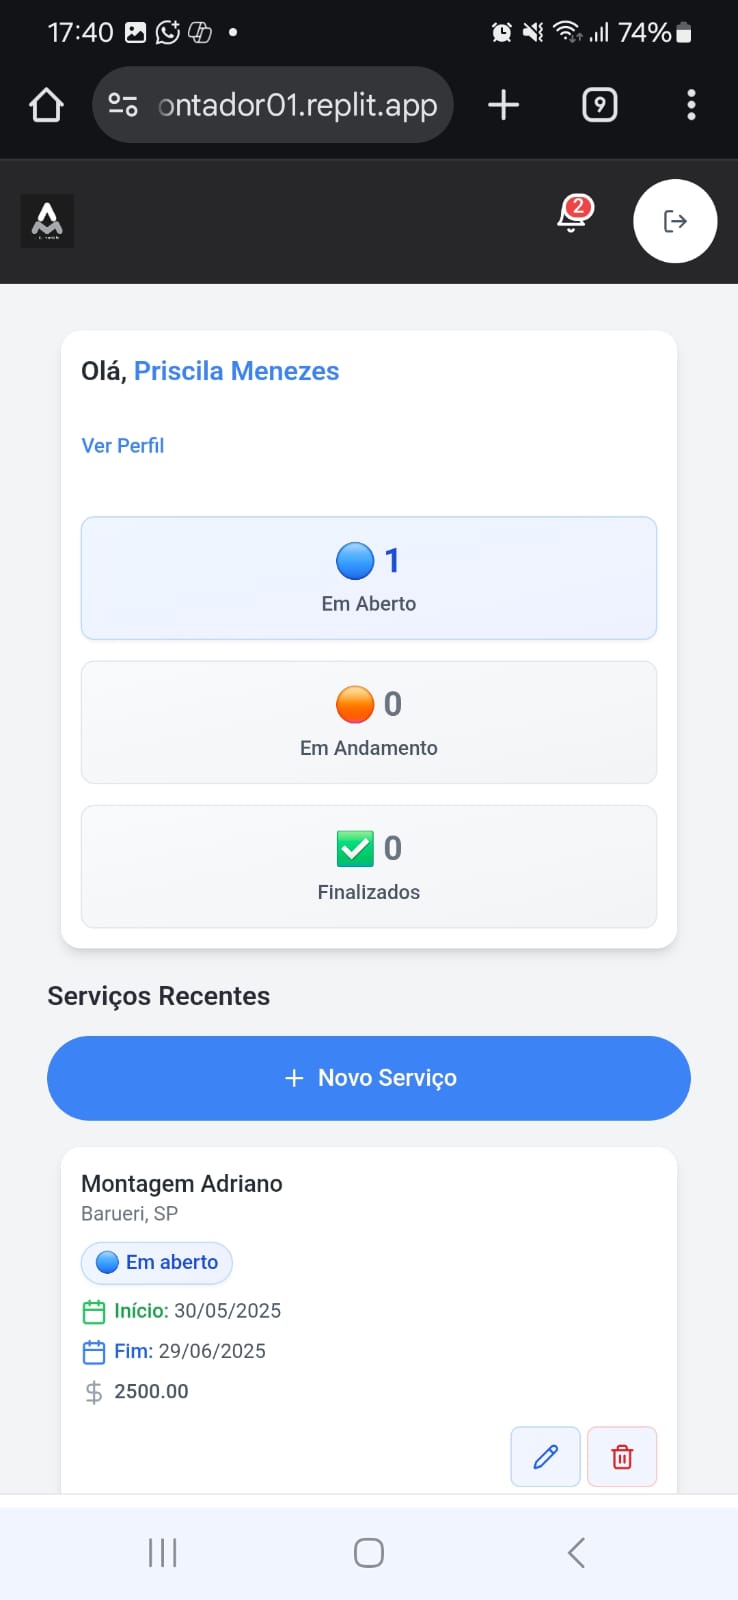 17:40
74%
ontador01.replit.app
9
2
Olá, Priscila Menezes
Ver Perfil
1
Em Aberto
0
Em Andamento
0
Finalizados
Serviços Recentes
+ Novo Serviço
Montagem Adriano
Barueri, SP
Em aberto
Início: 30/05/2025
Fim: 29/06/2025
$ 2500.00